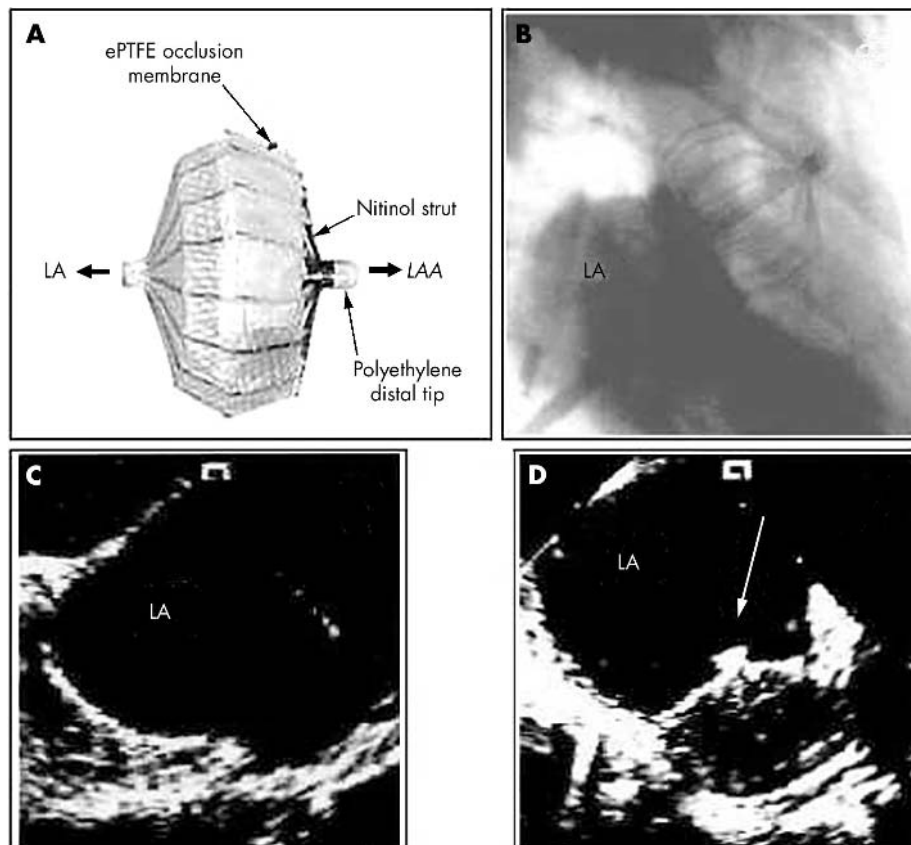 A
ePTFE occlusion
membrane
Nitinol strut
LA
LAA
Polyethylene
distal tip
B
LA
C
LA
D
LA